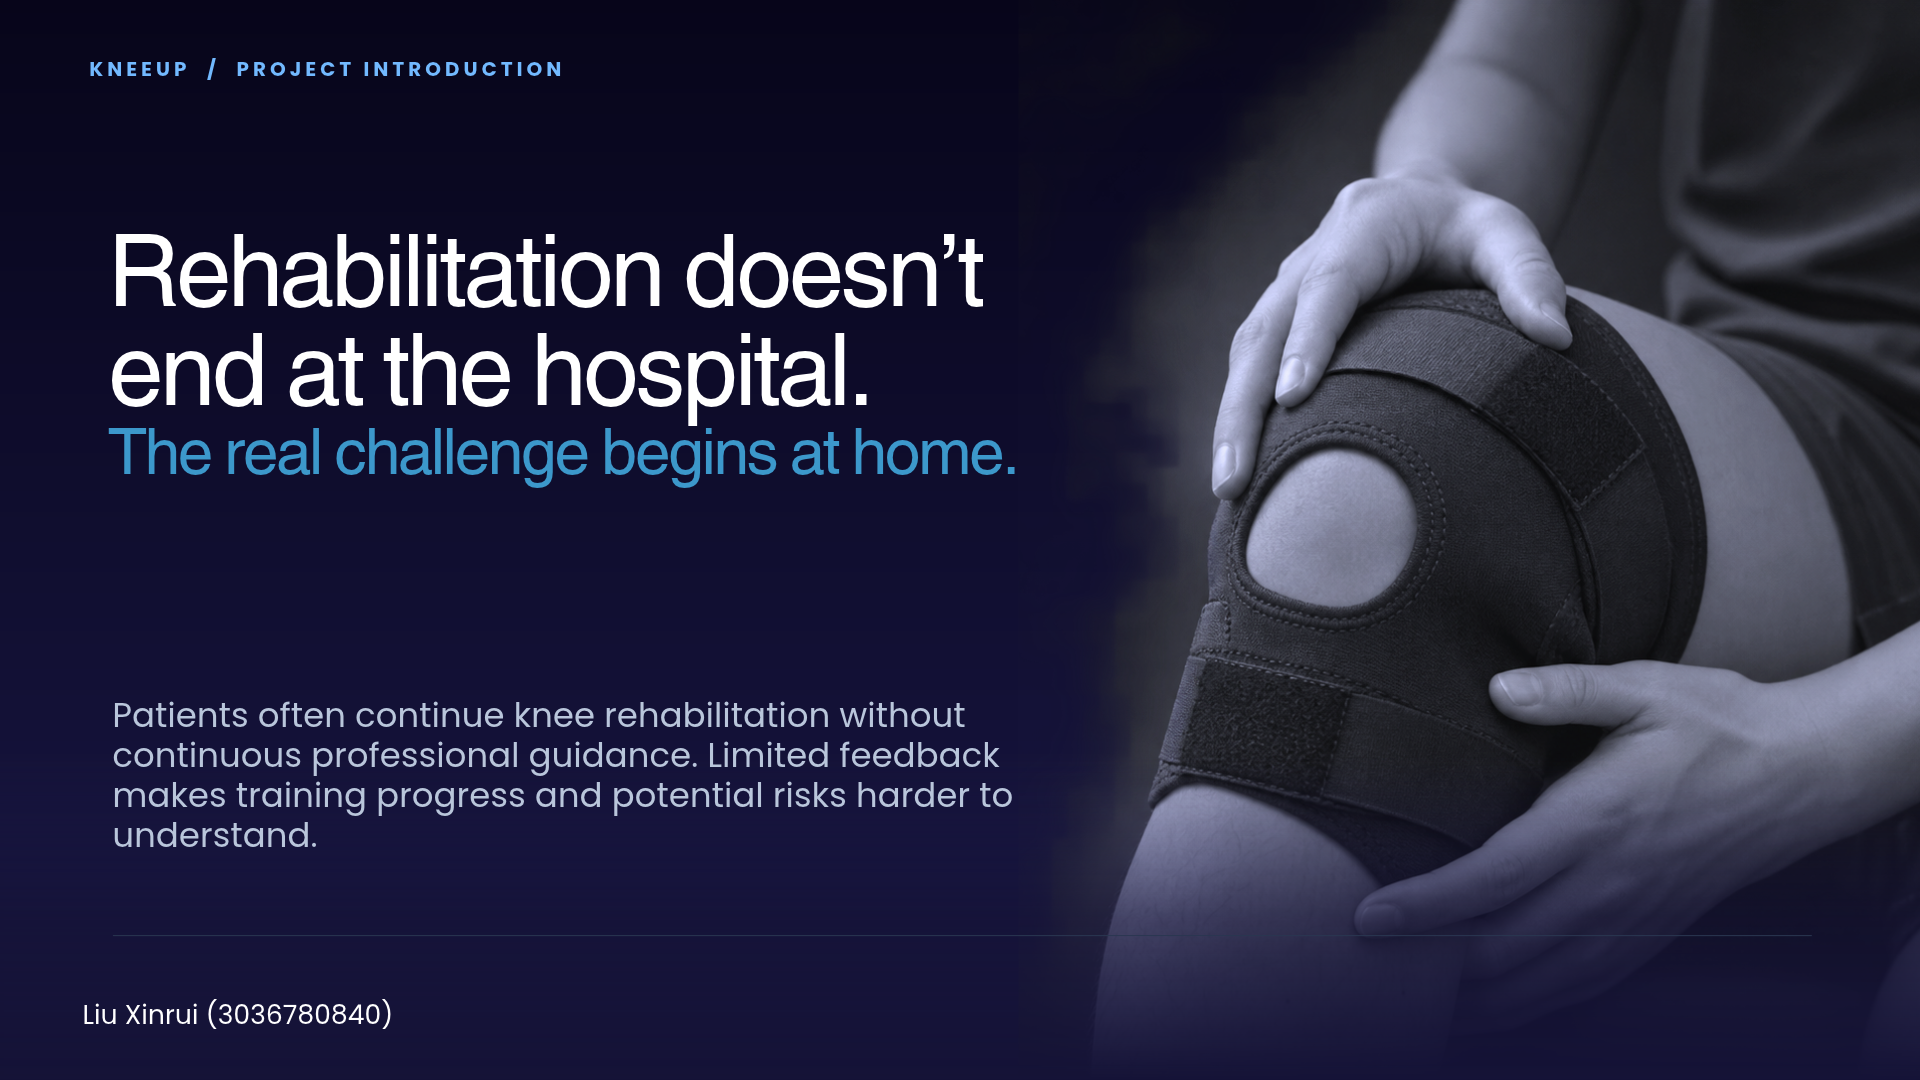 KNEEUP / PROJECT INTRODUCTION
Rehabilitation doesn’t
end at the hospital.
The real challenge begins at home.
Patients often continue knee rehabilitation without
continuous professional guidance. Limited feedback
makes training progress and potential risks harder to
understand.
Liu Xinrui (3036780840)